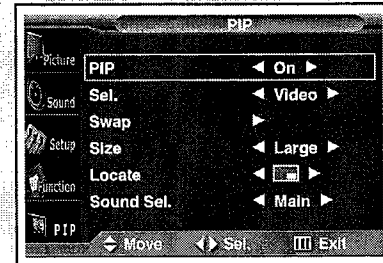 PIP
Picture
Sound
Setup
Function
PIP
PIP On
Sel. Video
Swap
Size Large
Locate
Sound Sel. Main
Move Sel. Exit